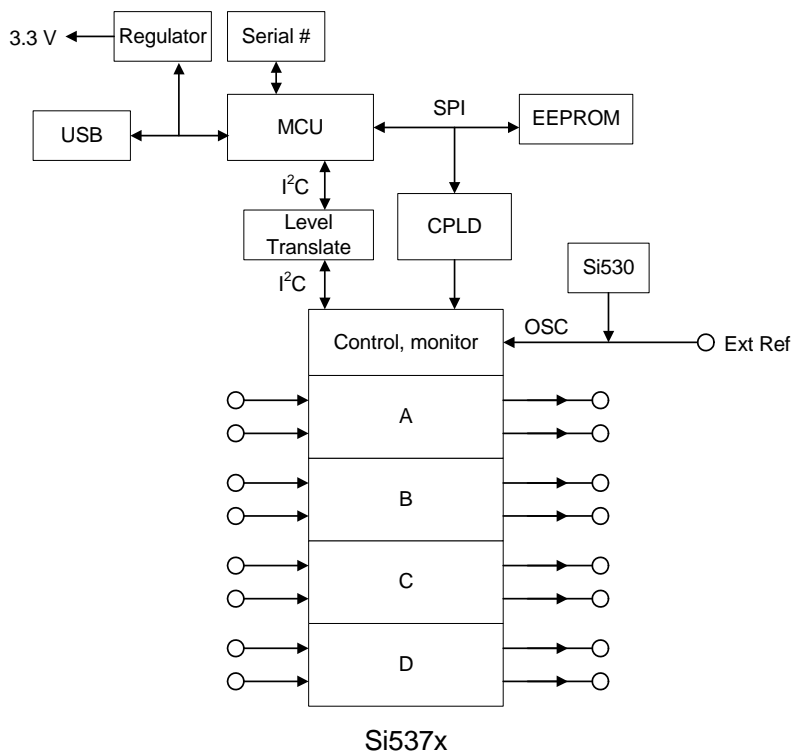 3.3 V
Regulator
Serial #
USB
MCU
SPI
EEPROM
I²C
Level
Translate
CPLD
I²C
Si530
Control, monitor
OSC
Ext Ref
A
B
C
D
Si537x